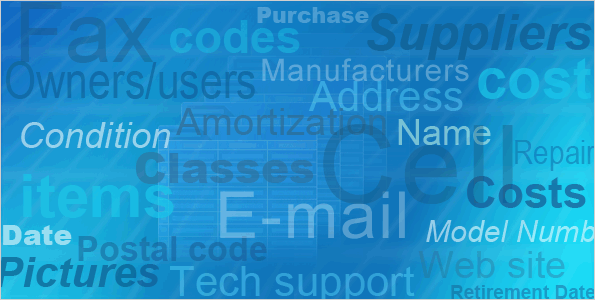 Purchase
Fax
codes
Suppliers
Owners/users
Manufacturers
cost
Address
Amortization
Condition
Name
Cell
Repair
Classes
items
Costs
E-mail
Date
Model Numb
Postal code
Web site
Pictures
Tech support
Retirement Date